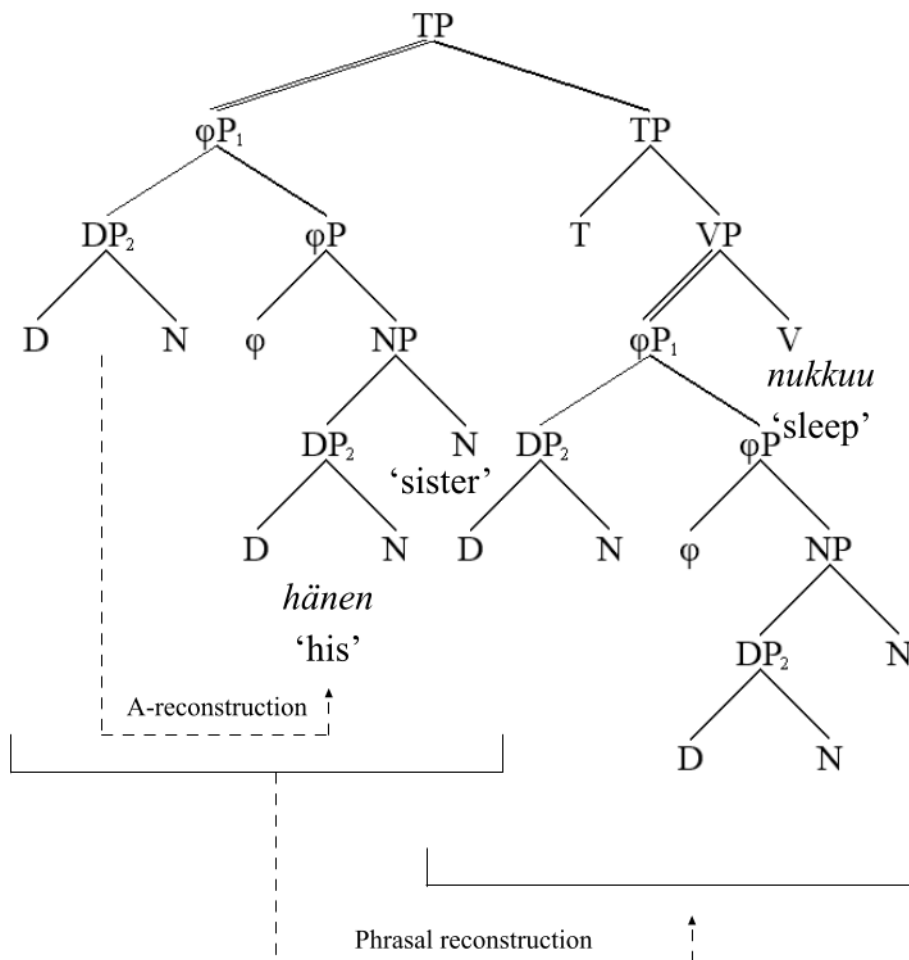 TP
φP₁ TP
DP₂ φP T VP
D N φ NP φP₁ V
nukkuu
DP₂ N DP₂ 'sleep' φP
'sister'
D N D N φ NP
hänen
'his' DP₂ N
A-reconstruction
D N
Phrasal reconstruction